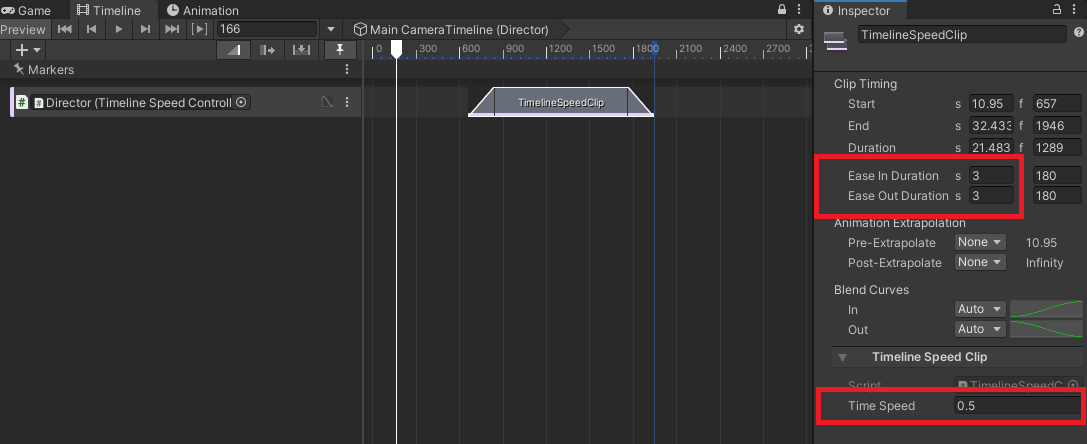 Game
Timeline
Animation
Preview
166
Main CameraTimeline (Director)
0
300
600
900
1200
1500
1800
2100
2400
2700
Markers
Director (Timeline Speed Controll
TimelineSpeedClip
Inspector
TimelineSpeedClip
Clip Timing
Start s 10.95 f 657
End s 32.433 f 1946
Duration s 21.483 f 1289
Ease In Duration s 3 180
Ease Out Duration s 3 180
Animation Extrapolation
Pre-Extrapolate None 10.95
Post-Extrapolate None Infinity
Blend Curves
In Auto
Out Auto
Timeline Speed Clip
Script TimelineSpeedC
Time Speed 0.5